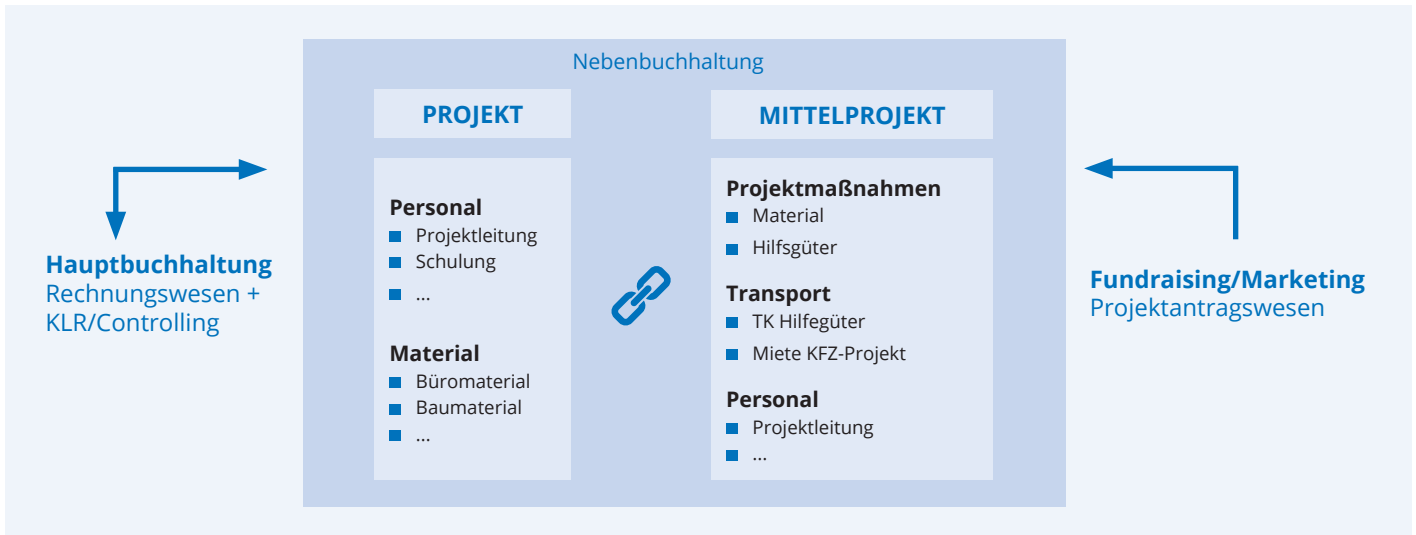 Nebenbuchhaltung
PROJEKT
Personal
Projektleitung
Schulung
...
Material
Büromaterial
Baumaterial
...
MITTELPROJEKT
Projektmaßnahmen
Material
Hilfsgüter
Transport
TK Hilfegüter
Miete KFZ-Projekt
Personal
Projektleitung
...
Hauptbuchhaltung
Rechnungswesen +
KLR/Controlling
Fundraising/Marketing
Projektantragswesen